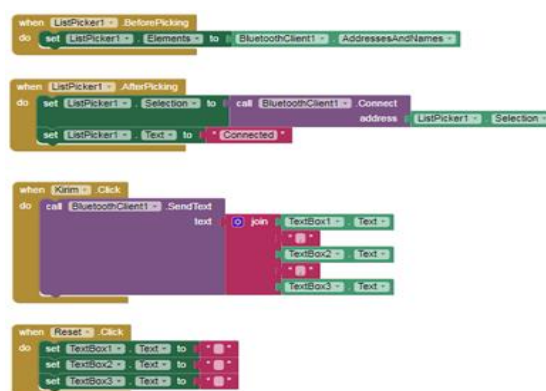 when ListPicker1 .BeforePicking
do set ListPicker1 . Elements to BluetoothClient1 . AddressesAndNames
when ListPicker1 .AfterPicking
do set ListPicker1 . Selection to call BluetoothClient1 .Connect
address ListPicker1 . Selection
set ListPicker1 . Text to " Connected "
when Kirim .Click
do call BluetoothClient1 .SendText
text join TextBox1 . Text
TextBox2 . Text
TextBox3 . Text
when Reset .Click
do set TextBox1 . Text to " "
set TextBox2 . Text to " "
set TextBox3 . Text to " "